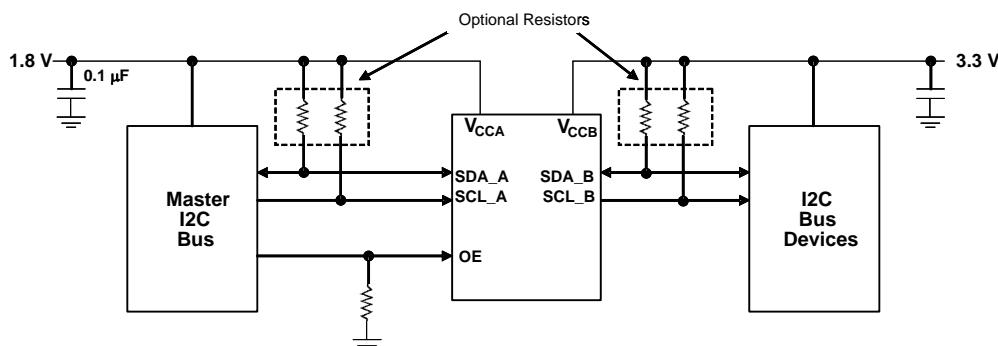 Optional Resistors
1.8 V
0.1 μF
3.3 V
VCCA
VCCB
SDA_A
SCL_A
OE
SDA_B
SCL_B
Master
I2C
Bus
I2C
Bus
Devices